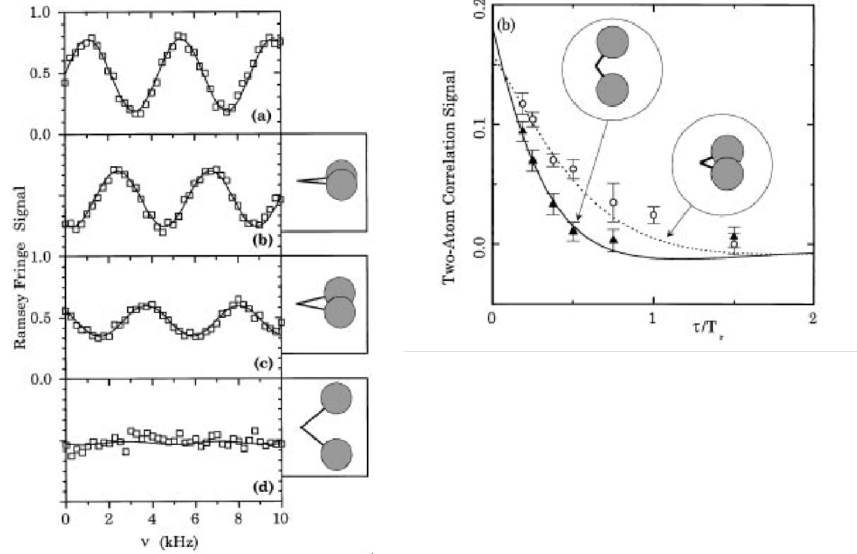 1.0
0.5
(a)
0.0
(b)
1.0
0.5
(c)
0.0
(d)
0 2 4 6 8 10
ν (kHz)
Ramsey Fringe Signal
0.2
(b)
0.1
0.0
0 1 2
τ/Tr
Two-Atom Correlation Signal